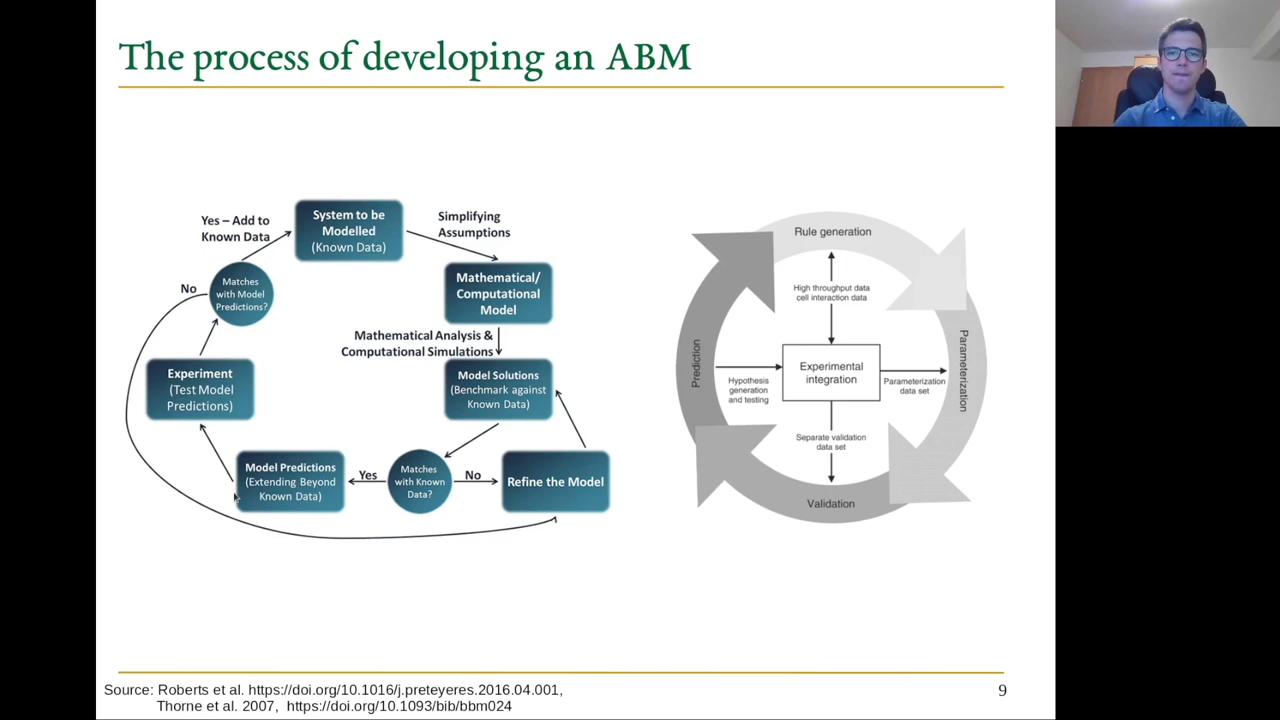 The process of developing an ABM
Yes – Add to
Known Data
System to be
Modelled
(Known Data)
Simplifying
Assumptions
No
Matches
with Model
Predictions?
Mathematical/
Computational
Model
Mathematical Analysis &
Computational Simulations
Experiment
(Test Model
Predictions)
Model Solutions
(Benchmark against
Known Data)
Model Predictions
(Extending Beyond
Known Data)
Yes
Matches
with Known
Data?
No
Refine the Model
Rule generation
High throughput data
cell interaction data
Prediction
Hypothesis
generation
and testing
Experimental
integration
Parameterization
data set
Parameterization
Separate validation
data set
Validation
Source: Roberts et al. https://doi.org/10.1016/j.preteyeres.2016.04.001,
Thorne et al. 2007, https://doi.org/10.1093/bib/bbm024
9